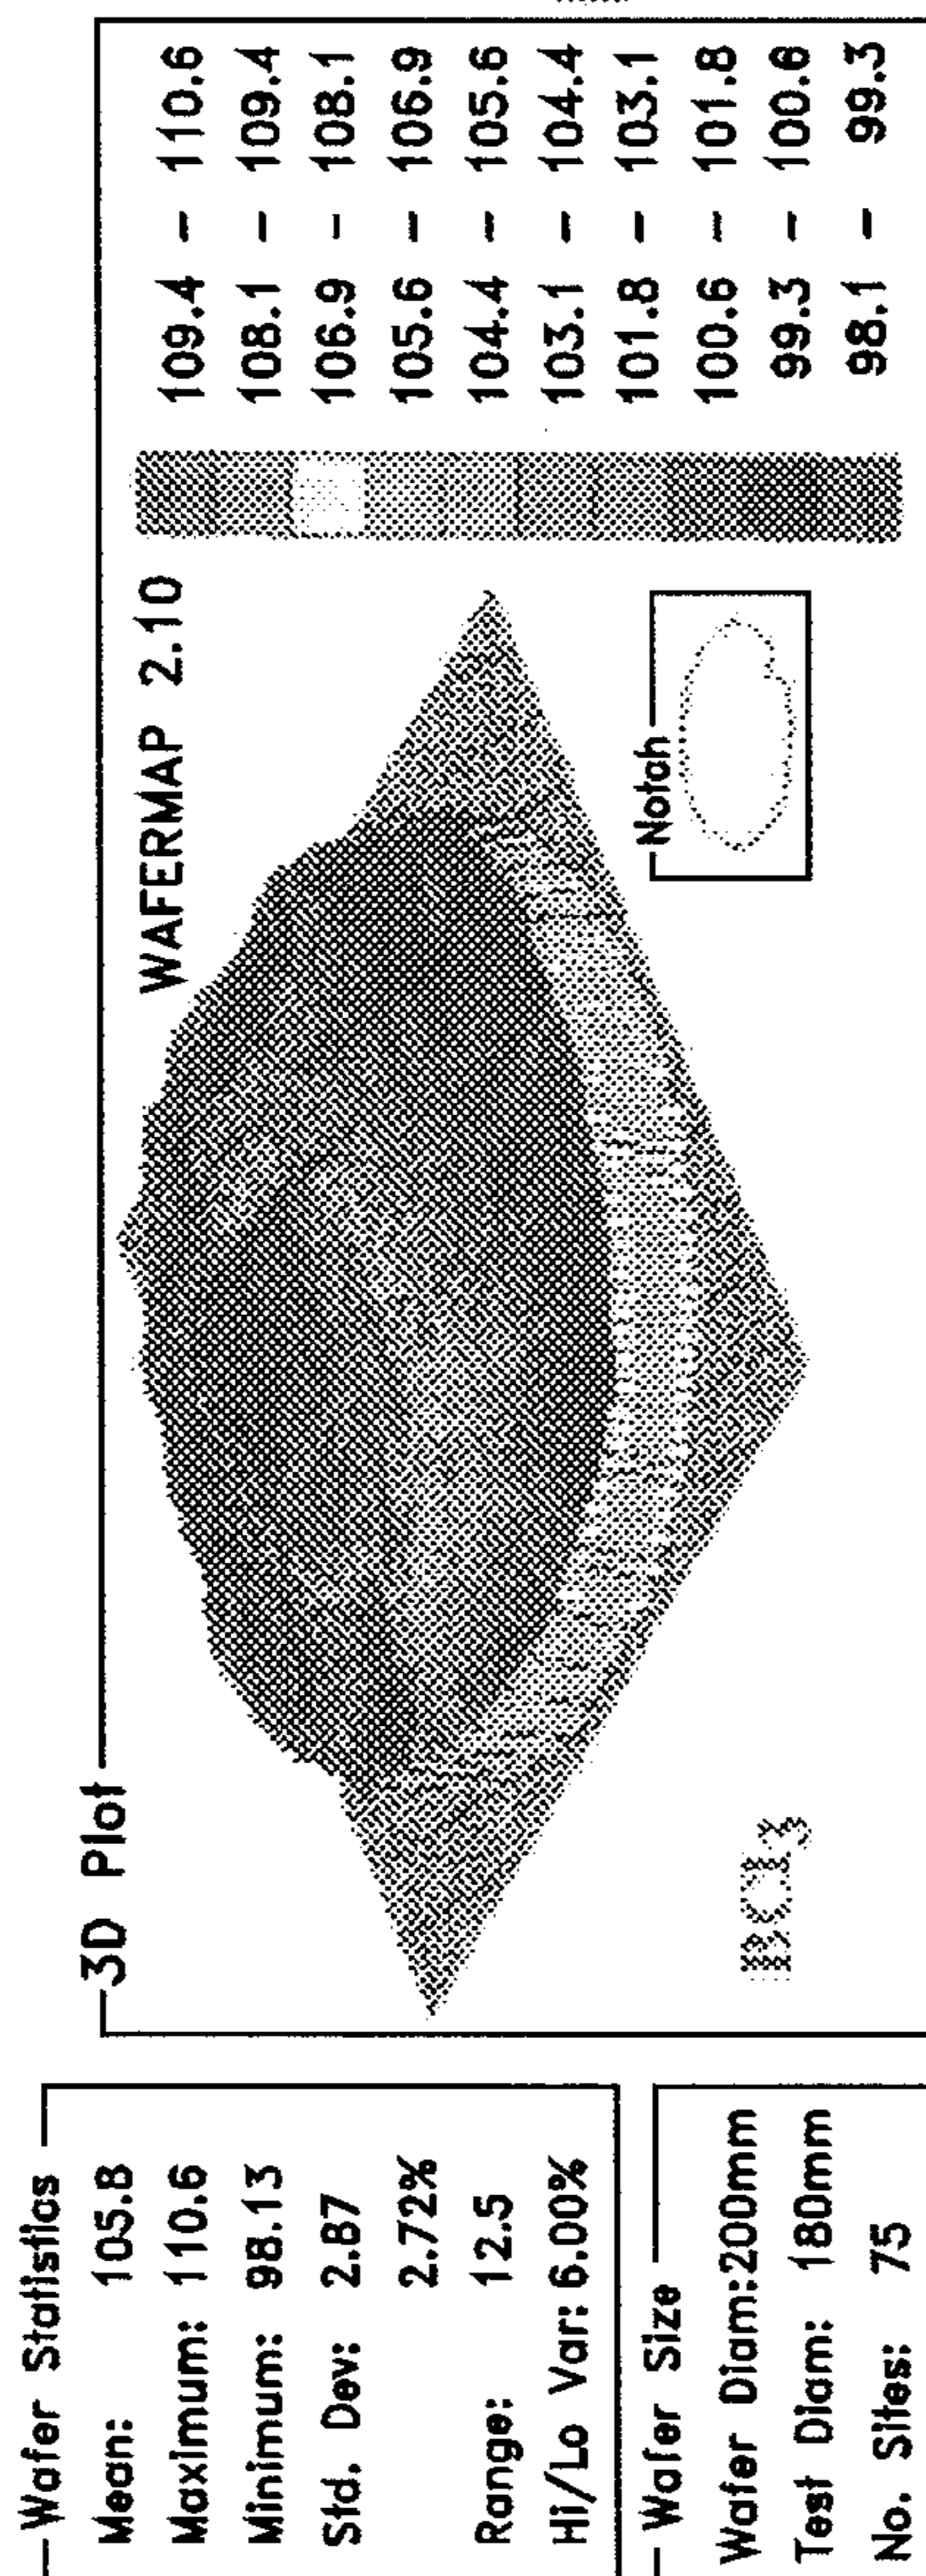 Wafer Statistics
Mean: 105.8
Maximum: 110.6
Minimum: 98.13
Std. Dev: 2.87
2.72%
Range: 12.5
Hi/Lo Var: 6.00%
Wafer Size
Wafer Diam:200mm
Test Diam: 180mm
No. Sites: 75
3D Plot
WAFERMAP 2.10
109.4 - 110.6
108.1 - 109.4
106.9 - 108.1
105.6 - 106.9
104.4 - 105.6
103.1 - 104.4
101.8 - 103.1
100.6 - 101.8
99.3 - 100.6
98.1 - 99.3
Notch
BCL3